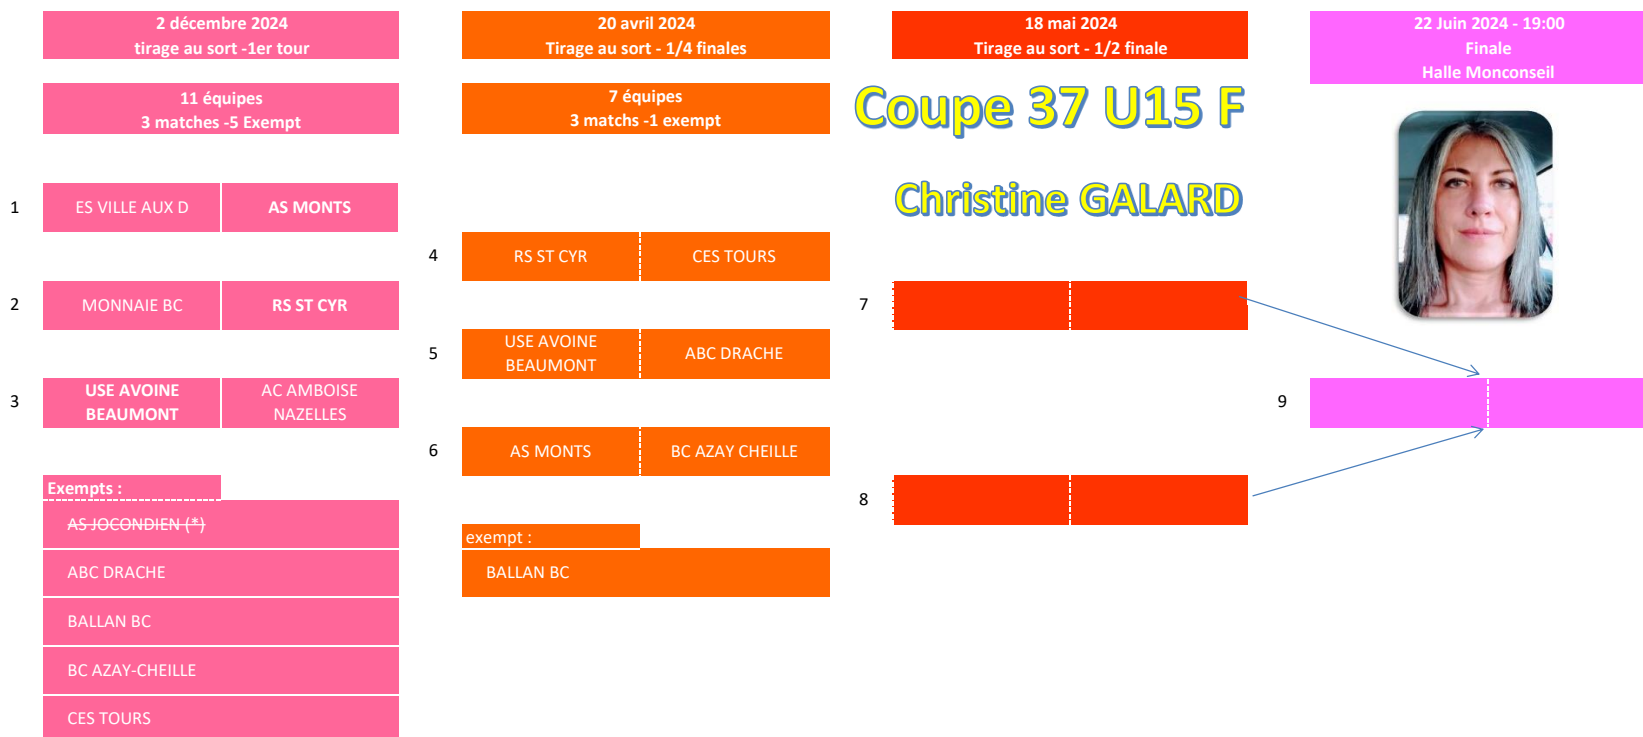 2 décembre 2024
tirage au sort -1er tour
11 équipes
3 matches -5 Exempt
1
ES VILLE AUX D
AS MONTS
2
MONNAIE BC
RS ST CYR
3
USE AVOINE
BEAUMONT
AC AMBOISE
NAZELLES
Exempts :
AS JOCONDIEN (*)
ABC DRACHE
BALLAN BC
BC AZAY-CHEILLE
CES TOURS
20 avril 2024
Tirage au sort - 1/4 finales
7 équipes
3 matchs -1 exempt
4
RS ST CYR
CES TOURS
5
USE AVOINE
BEAUMONT
ABC DRACHE
6
AS MONTS
BC AZAY CHEILLE
exempt :
BALLAN BC
18 mai 2024
Tirage au sort - 1/2 finale
Coupe 37 U15 F
Christine GALARD
7
8
22 Juin 2024 - 19:00
Finale
Halle Monconseil
9